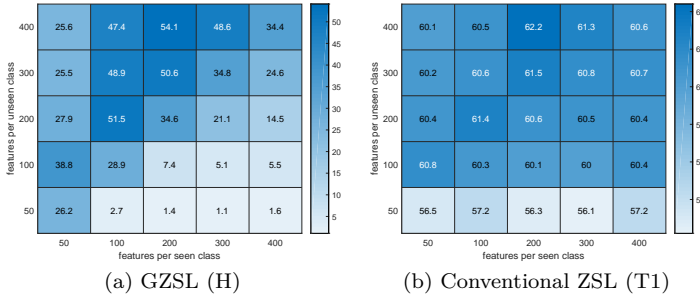 features per unseen class
400 25.6 47.4 54.1 48.6 34.4
300 25.5 48.9 50.6 34.8 24.6
200 27.9 51.5 34.6 21.1 14.5
100 38.8 28.9 7.4 5.1 5.5
50 26.2 2.7 1.4 1.1 1.6
50 100 200 300 400
features per seen class
50
45
40
35
30
25
20
15
10
5
(a) GZSL (H)
features per unseen class
400 60.1 60.5 62.2 61.3 60.6
300 60.2 60.6 61.5 60.8 60.7
200 60.4 61.4 60.6 60.5 60.4
100 60.8 60.3 60.1 60 60.4
50 56.5 57.2 56.3 56.1 57.2
50 100 200 300 400
features per seen class
(b) Conventional ZSL (T1)